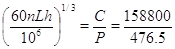 (60nLh / 10^6)^{1/3} = C / P = 158800 / 476.5